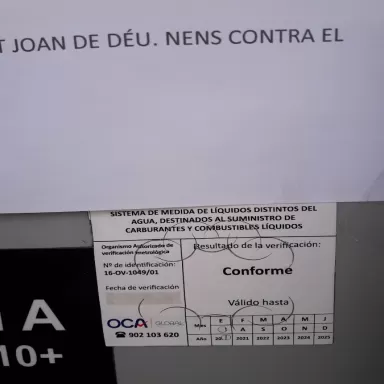 T JOAN DE DÉU. NENS CONTRA EL
SISTEMA DE MEDIDA DE LÍQUIDOS DISTINTOS DEL
AGUA, DESTINADOS AL SUMINISTRO DE
CARBURANTES Y COMBUSTIBLES LÍQUIDOS
Organismo Autorizado de
verificación metrológica
Nº de identificación:
16-OV-1049/01
Fecha de verificación
OCA GLOBAL
☎ 902 103 620
Resultado de la verificación:
Conforme
Válido hasta
Mes E F M A M J
J A S O N D
Año 2021 2022 2023 2024 2025
A
10+